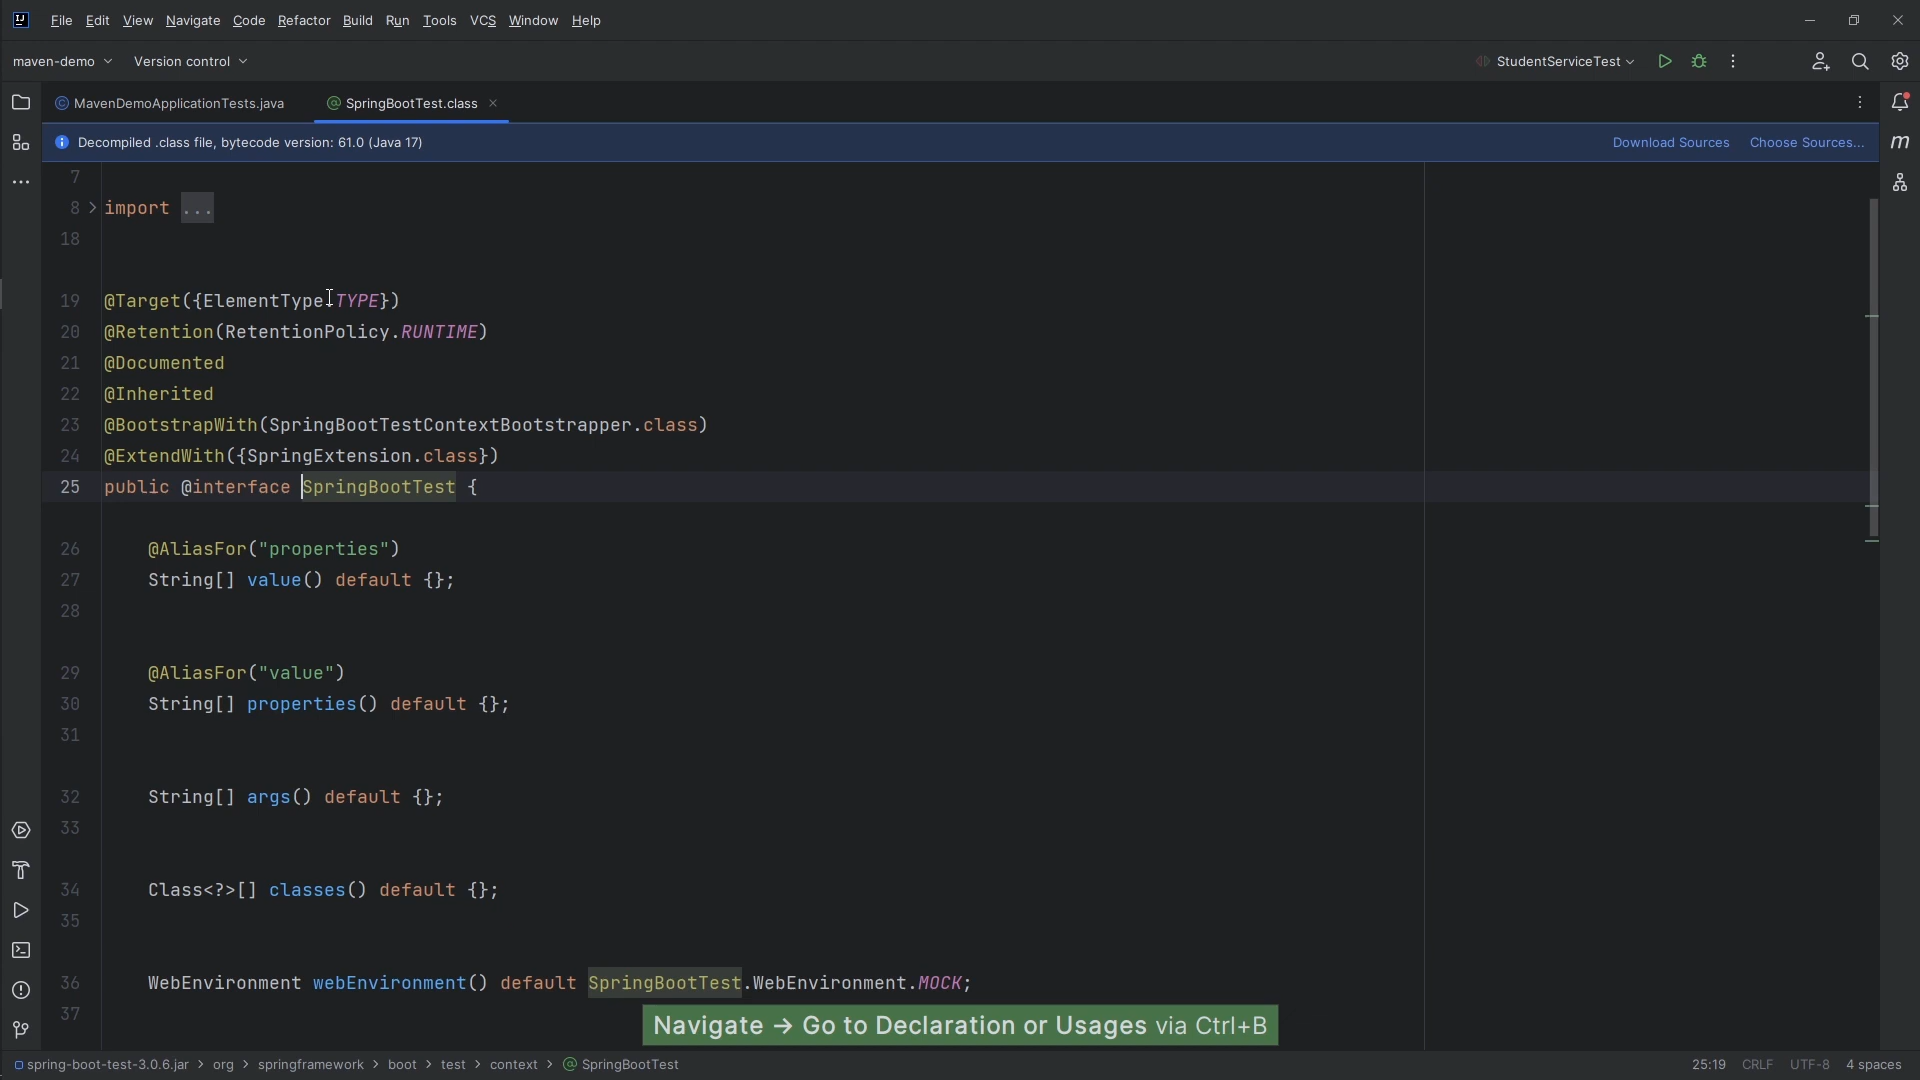 File Edit View Navigate Code Refactor Build Run Tools VCS Window Help
maven-demo Version control StudentServiceTest
MavenDemoApplicationTests.java SpringBootTest.class
Decompiled .class file, bytecode version: 61.0 (Java 17) Download Sources Choose Sources...
7
8 import ...
18
19 @Target({ElementType.TYPE})
20 @Retention(RetentionPolicy.RUNTIME)
21 @Documented
22 @Inherited
23 @BootstrapWith(SpringBootTestContextBootstrapper.class)
24 @ExtendWith({SpringExtension.class})
25 public @interface SpringBootTest {
26 @AliasFor("properties")
27 String[] value() default {};
28
29 @AliasFor("value")
30 String[] properties() default {};
31
32 String[] args() default {};
33
34 Class<?>[] classes() default {};
35
36 WebEnvironment webEnvironment() default SpringBootTest.WebEnvironment.MOCK;
37
Navigate → Go to Declaration or Usages via Ctrl+B
spring-boot-test-3.0.6.jar > org > springframework > boot > test > context > SpringBootTest 25:19 CRLF UTF-8 4 spaces